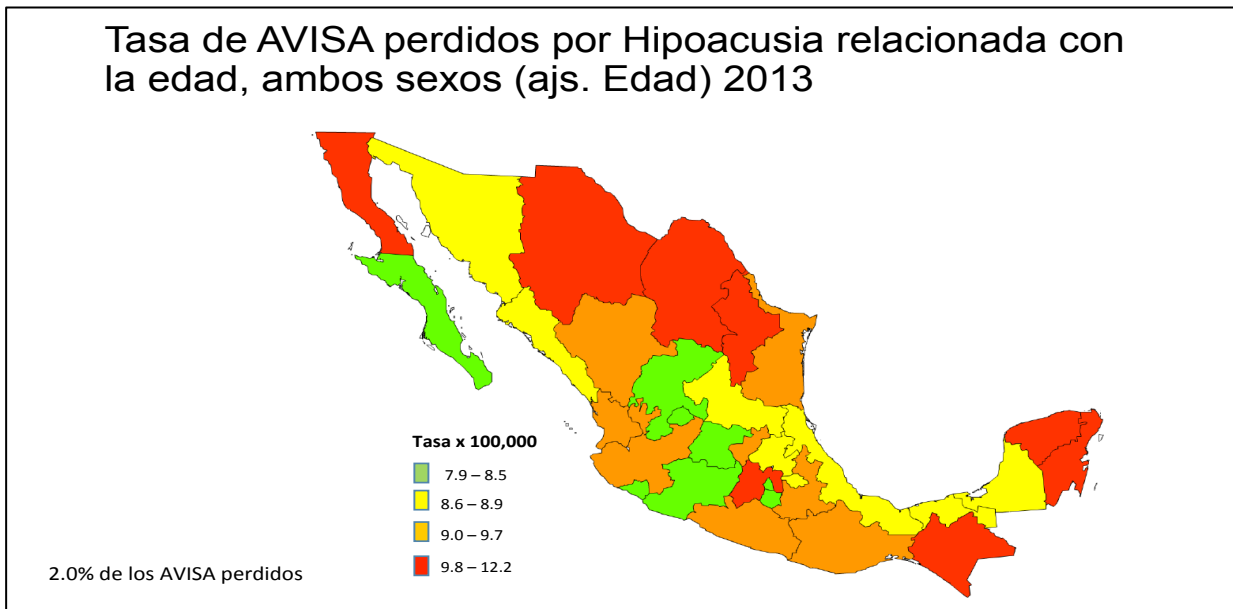 Tasa de AVISA perdidos por Hipoacusia relacionada con
la edad, ambos sexos (ajs. Edad) 2013
Tasa x 100,000
7.9 – 8.5
8.6 – 8.9
9.0 – 9.7
9.8 – 12.2
2.0% de los AVISA perdidos